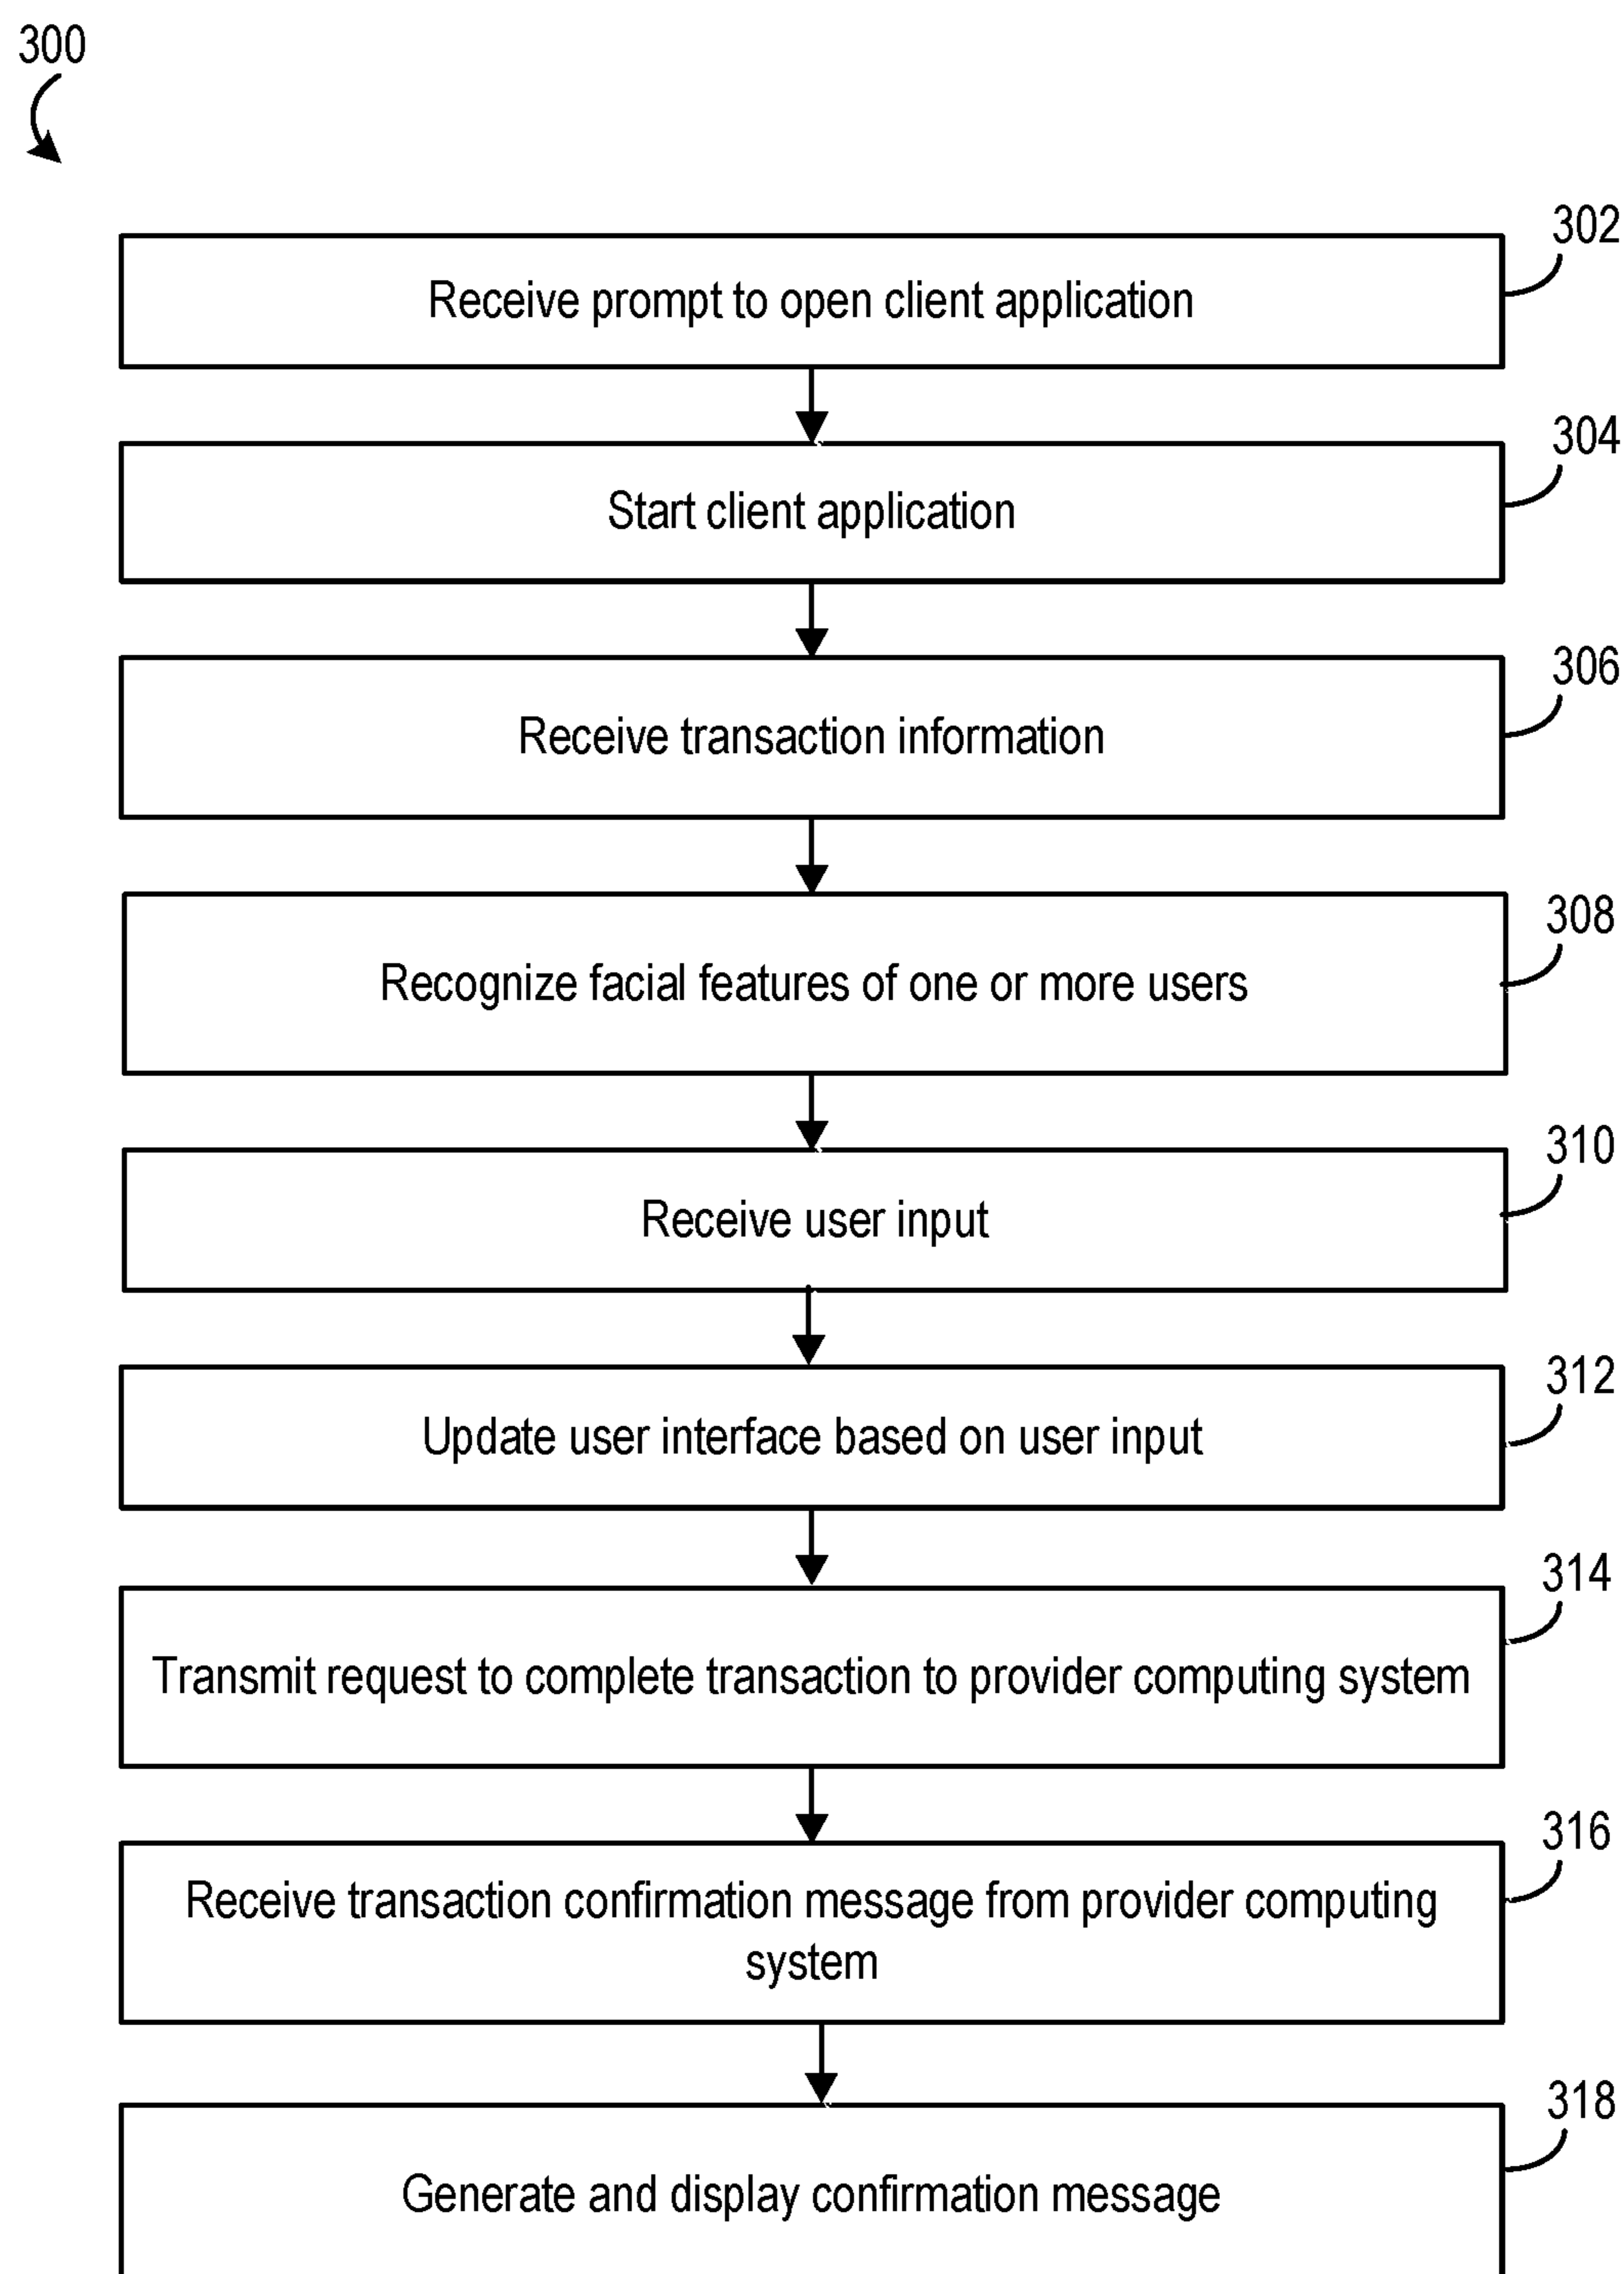 300
302
Receive prompt to open client application
304
Start client application
306
Receive transaction information
308
Recognize facial features of one or more users
310
Receive user input
312
Update user interface based on user input
314
Transmit request to complete transaction to provider computing system
316
Receive transaction confirmation message from provider computing
system
318
Generate and display confirmation message